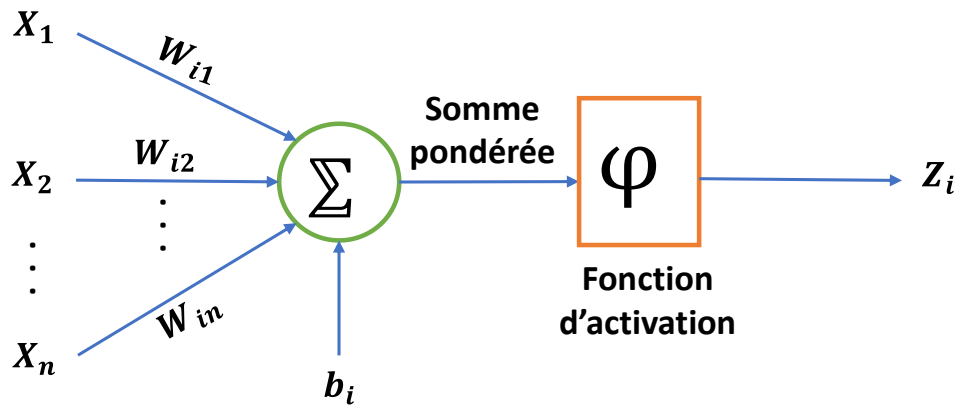 X₁
Wᵢ₁
Somme
pondérée
X₂
Wᵢ₂
∑
φ
Zᵢ
Fonction
d’activation
Wᵢₙ
Xₙ
bᵢ